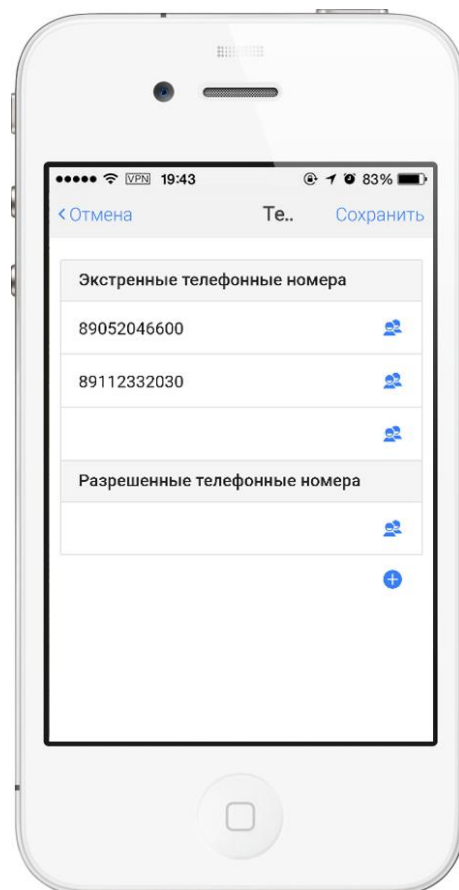 VPN 19:43 83%
Отмена Те.. Сохранить
Экстренные телефонные номера
89052046600
89112332030
Разрешенные телефонные номера